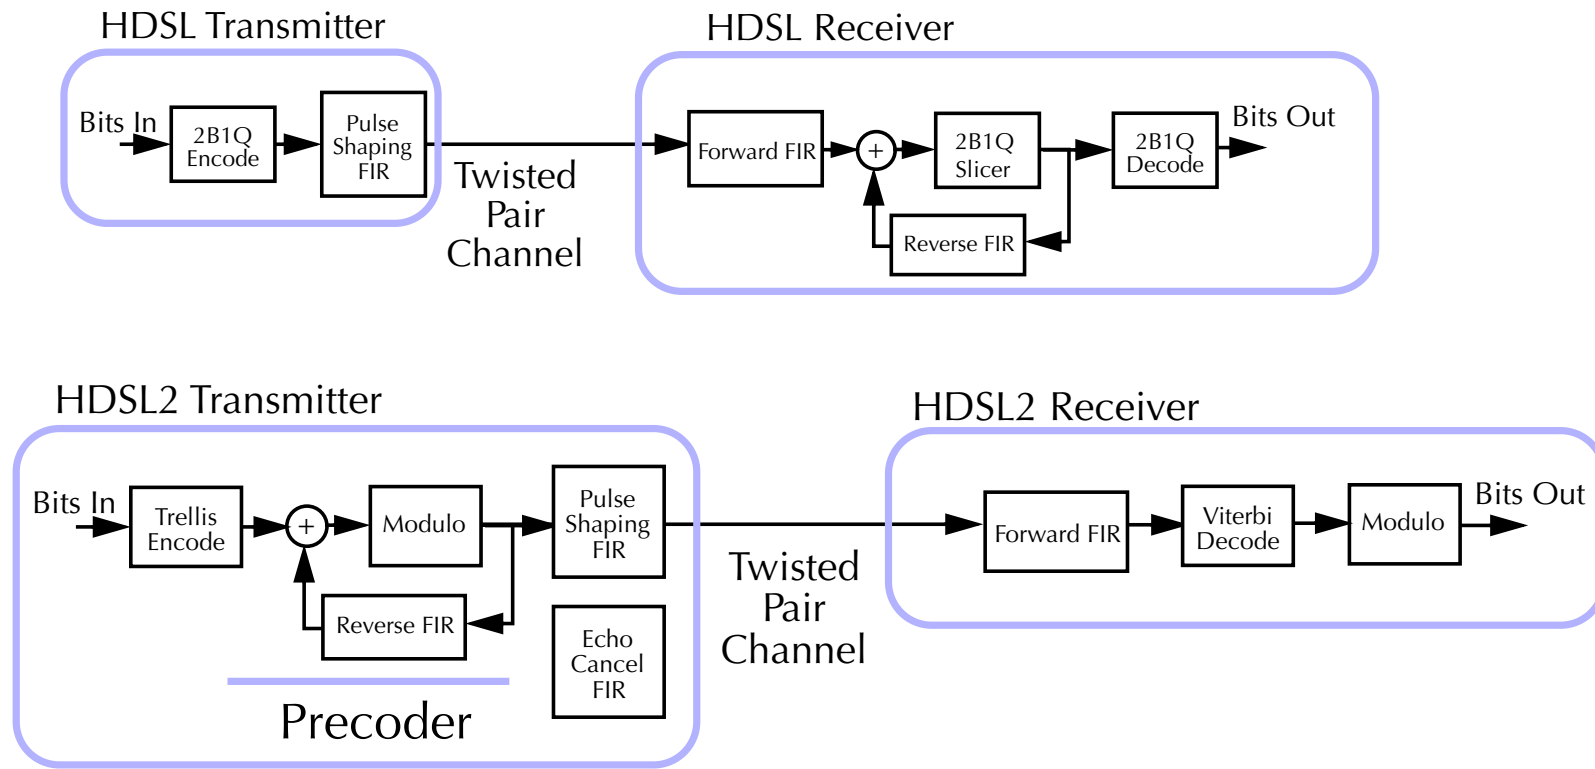 HDSL Transmitter
HDSL Receiver
Bits In
2B1Q
Encode
Pulse
Shaping
FIR
Twisted
Pair
Channel
Forward FIR
+
2B1Q
Slicer
2B1Q
Decode
Bits Out
Reverse FIR
HDSL2 Transmitter
HDSL2 Receiver
Bits In
Trellis
Encode
+
Modulo
Pulse
Shaping
FIR
Reverse FIR
Echo
Cancel
FIR
Precoder
Twisted
Pair
Channel
Forward FIR
Viterbi
Decode
Modulo
Bits Out